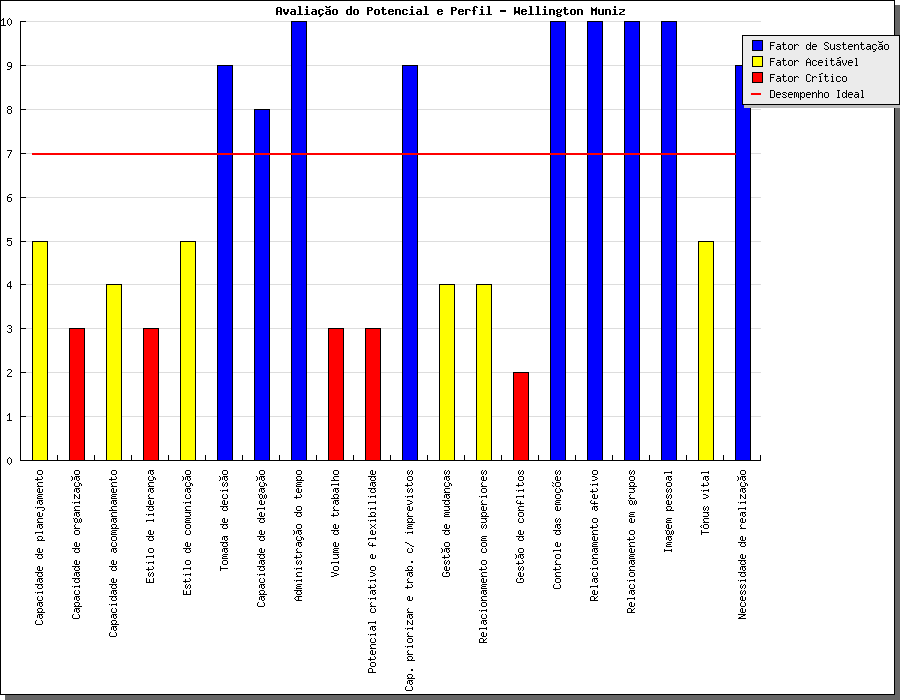 Avaliação do Potencial e Perfil - Wellington Muniz
10
9
8
7
6
5
4
3
2
1
0
Fator de Sustentação
Fator Aceitável
Fator Crítico
Desempenho Ideal
Capacidade de planejamento
Capacidade de organização
Capacidade de acompanhamento
Estilo de liderança
Estilo de comunicação
Tomada de decisão
Capacidade de delegação
Administração do tempo
Volume de trabalho
Potencial criativo e flexibilidade
Cap. priorizar e trab. c/ imprevistos
Gestão de mudanças
Relacionamento com superiores
Gestão de conflitos
Controle das emoções
Relacionamento afetivo
Relacionamento em grupos
Imagem pessoal
Tônus vital
Necessidade de realização